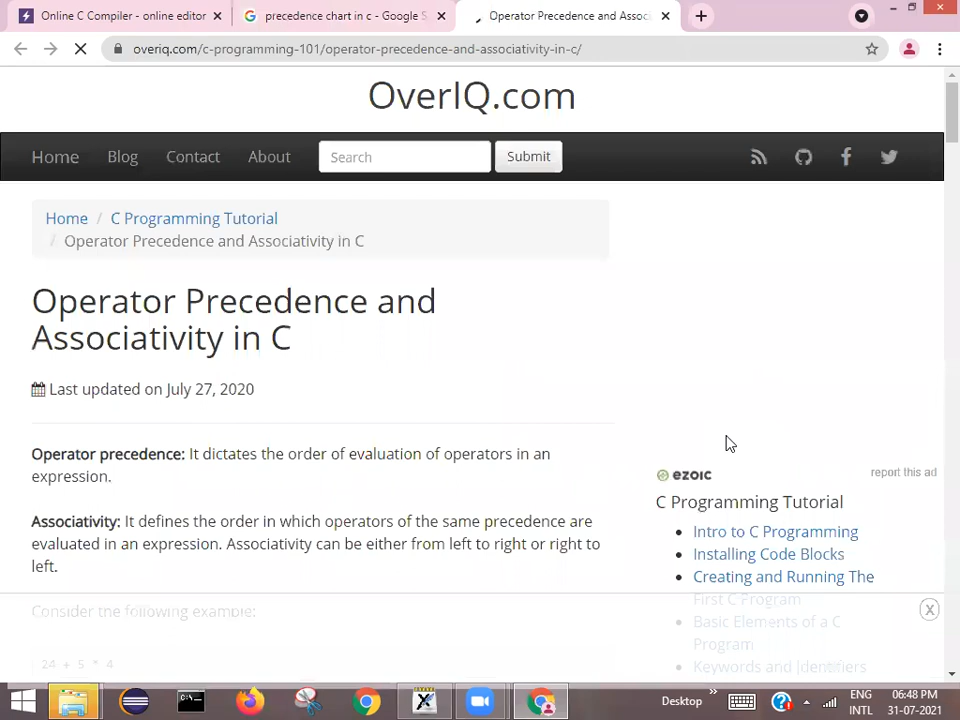 Online C Compiler - online editor
precedence chart in c - Google S
Operator Precedence and Assoc
overiq.com/c-programming-101/operator-precedence-and-associativity-in-c/
OverIQ.com
Home Blog Contact About Search Submit
Home / C Programming Tutorial
/ Operator Precedence and Associativity in C
Operator Precedence and
Associativity in C
Last updated on July 27, 2020
Operator precedence: It dictates the order of evaluation of operators in an
expression.
Associativity: It defines the order in which operators of the same precedence are
evaluated in an expression. Associativity can be either from left to right or right to
left.
Consider the following example:
24 + 5 * 4
ezoic
report this ad
C Programming Tutorial
Intro to C Programming
Installing Code Blocks
Creating and Running The
First C Program
Basic Elements of a C
Program
Keywords and Identifiers
X
Desktop
ENG
INTL
06:48 PM
31-07-2021